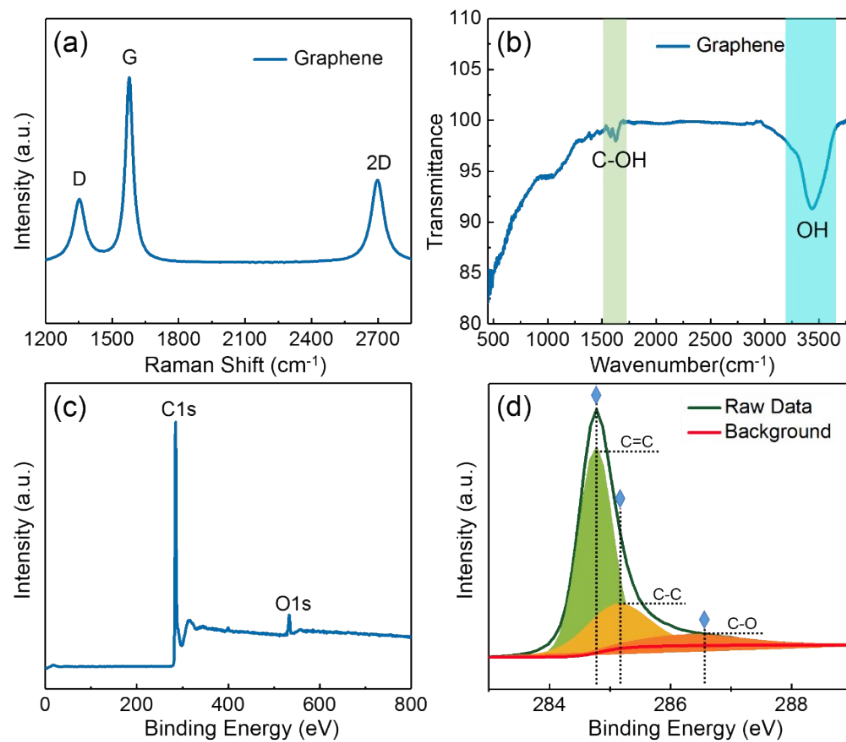 (a)
G
Graphene
D
2D
Intensity (a.u.)
1200 1500 1800 2100 2400 2700
Raman Shift (cm⁻¹)
(b)
Graphene
C-OH
OH
Transmittance
110
105
100
95
90
85
80
500 1000 1500 2000 2500 3000 3500
Wavenumber(cm⁻¹)
(c)
C1s
O1s
Intensity (a.u.)
0 200 400 600 800
Binding Energy (eV)
(d)
Raw Data
Background
C=C
C-C
C-O
Intensity (a.u.)
284 286 288
Binding Energy (eV)